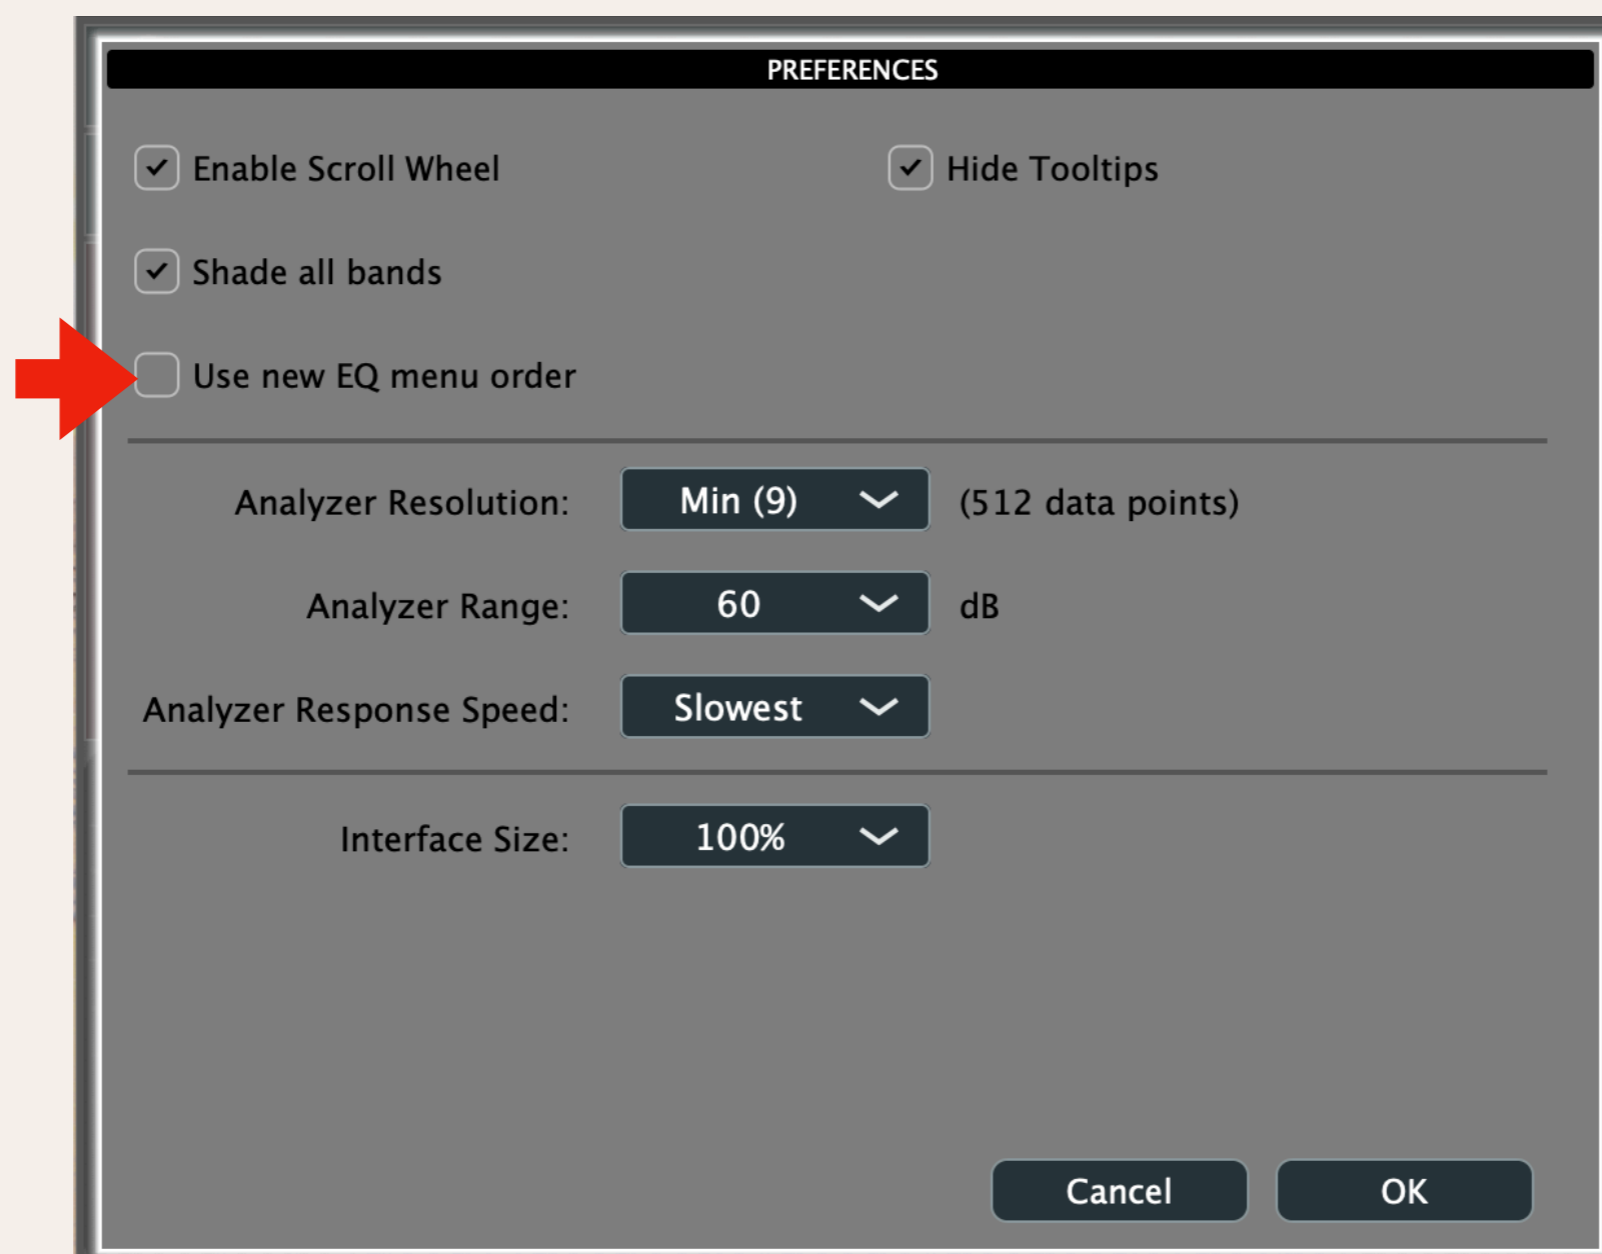 PREFERENCES
Enable Scroll Wheel
Hide Tooltips
Shade all bands
Use new EQ menu order
Analyzer Resolution: Min (9) (512 data points)
Analyzer Range: 60 dB
Analyzer Response Speed: Slowest
Interface Size: 100%
Cancel
OK